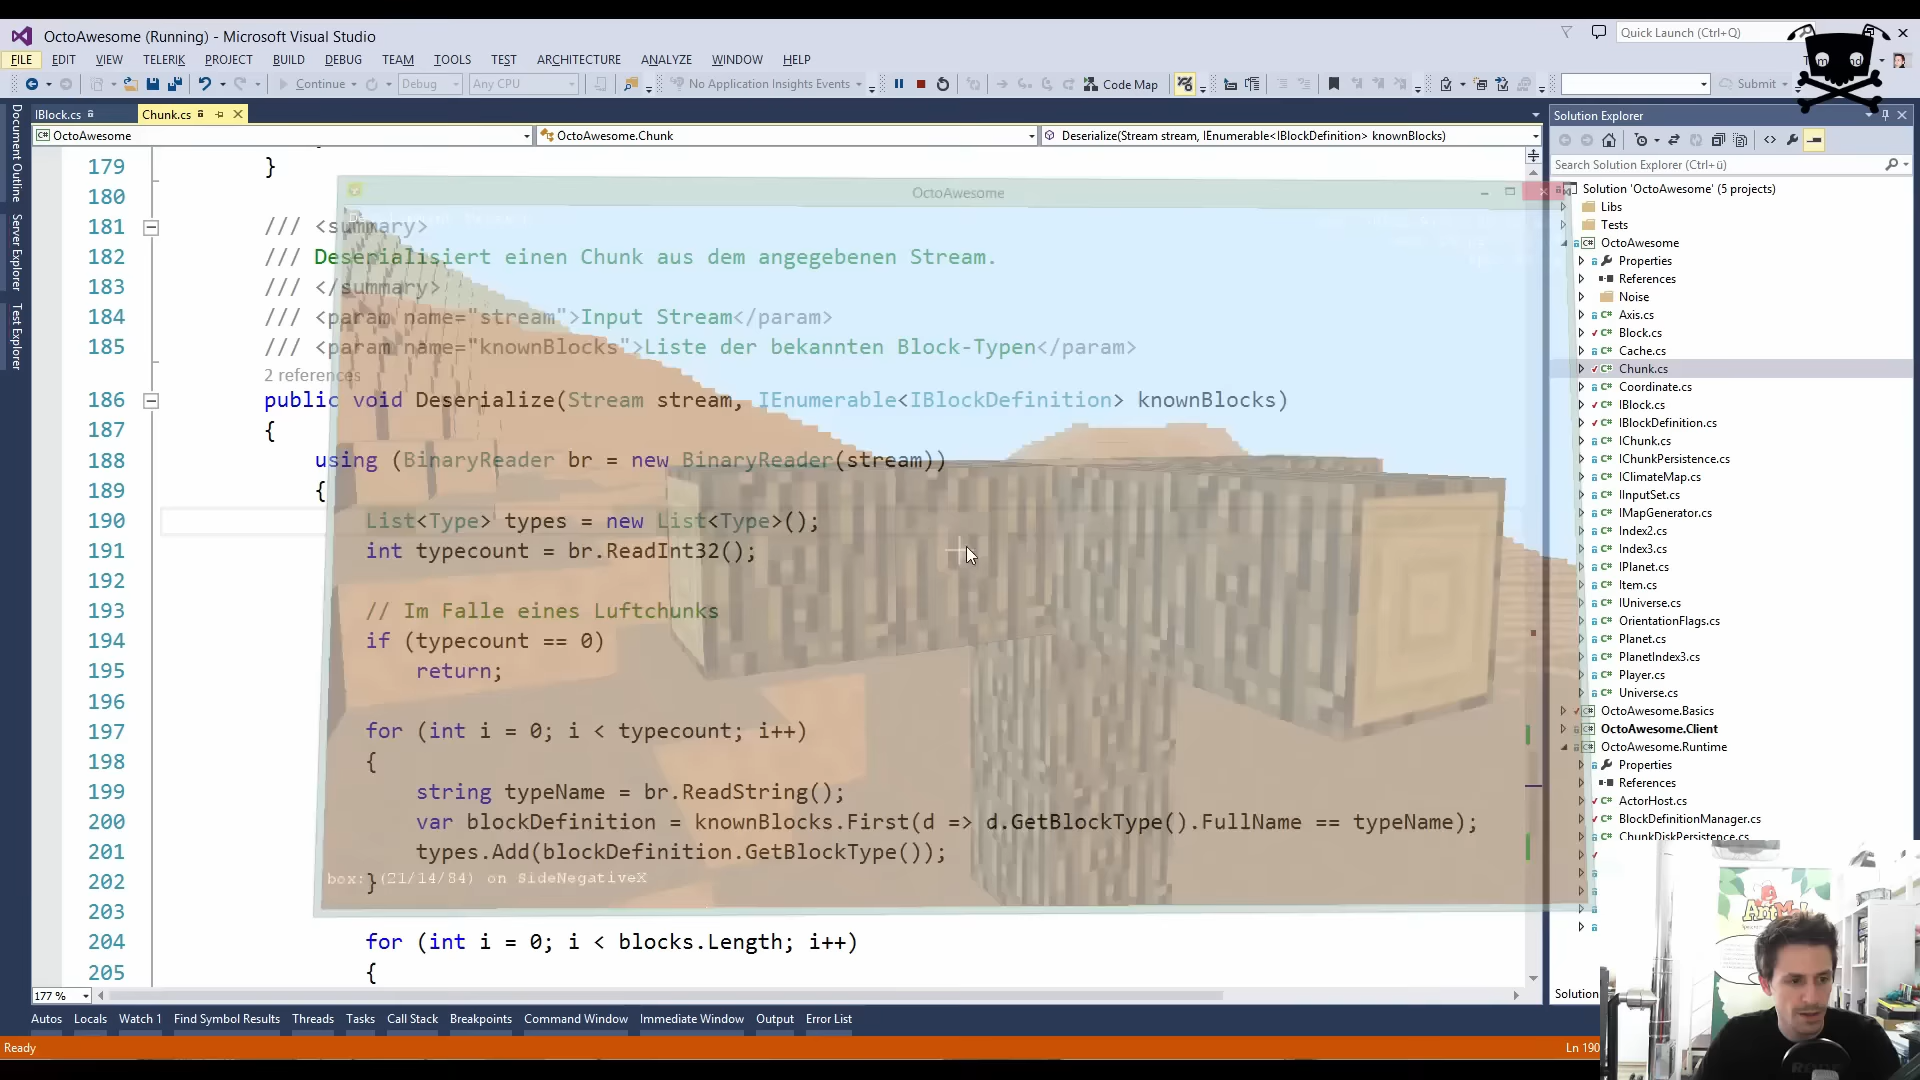 OctoAwesome (Running) - Microsoft Visual Studio
Quick Launch (Ctrl+Q)
FILE EDIT VIEW TELERIK PROJECT BUILD DEBUG TEAM TOOLS TEST ARCHITECTURE ANALYZE WINDOW HELP
Continue Debug Any CPU No Application Insights Events Code Map Submit
IBlock.cs Chunk.cs
OctoAwesome OctoAwesome.Chunk Deserialize(Stream stream, IEnumerable<IBlockDefinition> knownBlocks)
Document Outline
Server Explorer
Test Explorer
179 }
180
OctoAwesome
181 /// <summary>
182 /// Deserialisiert einen Chunk aus dem angegebenen Stream.
183 /// </summary>
184 /// <param name="stream">Input Stream</param>
185 /// <param name="knownBlocks">Liste der bekannten Block-Typen</param>
2 references
186 public void Deserialize(Stream stream, IEnumerable<IBlockDefinition> knownBlocks)
187 {
188 using (BinaryReader br = new BinaryReader(stream))
189 {
190 List<Type> types = new List<Type>();
191 int typecount = br.ReadInt32();
192
193 // Im Falle eines Luftchunks
194 if (typecount == 0)
195 return;
196
197 for (int i = 0; i < typecount; i++)
198 {
199 string typeName = br.ReadString();
200 var blockDefinition = knownBlocks.First(d => d.GetBlockType().FullName == typeName);
201 types.Add(blockDefinition.GetBlockType());
box: (21/14/84) on SideNegativeX
202 }
203
204 for (int i = 0; i < blocks.Length; i++)
205 {
177 %
Solution Explorer
Search Solution Explorer (Ctrl+ü)
Solution 'OctoAwesome' (5 projects)
Libs
Tests
OctoAwesome
Properties
References
Noise
Axis.cs
Block.cs
Cache.cs
Chunk.cs
Coordinate.cs
IBlock.cs
IBlockDefinition.cs
IChunk.cs
IChunkPersistence.cs
IClimateMap.cs
IInputSet.cs
IMapGenerator.cs
Index2.cs
Index3.cs
IPlanet.cs
Item.cs
IUniverse.cs
OrientationFlags.cs
Planet.cs
PlanetIndex3.cs
Player.cs
Universe.cs
OctoAwesome.Basics
OctoAwesome.Client
OctoAwesome.Runtime
Properties
References
ActorHost.cs
BlockDefinitionManager.cs
ChunkDiskPersistence.cs
Solution
Autos Locals Watch 1 Find Symbol Results Threads Tasks Call Stack Breakpoints Command Window Immediate Window Output Error List
Ready
Ln 190